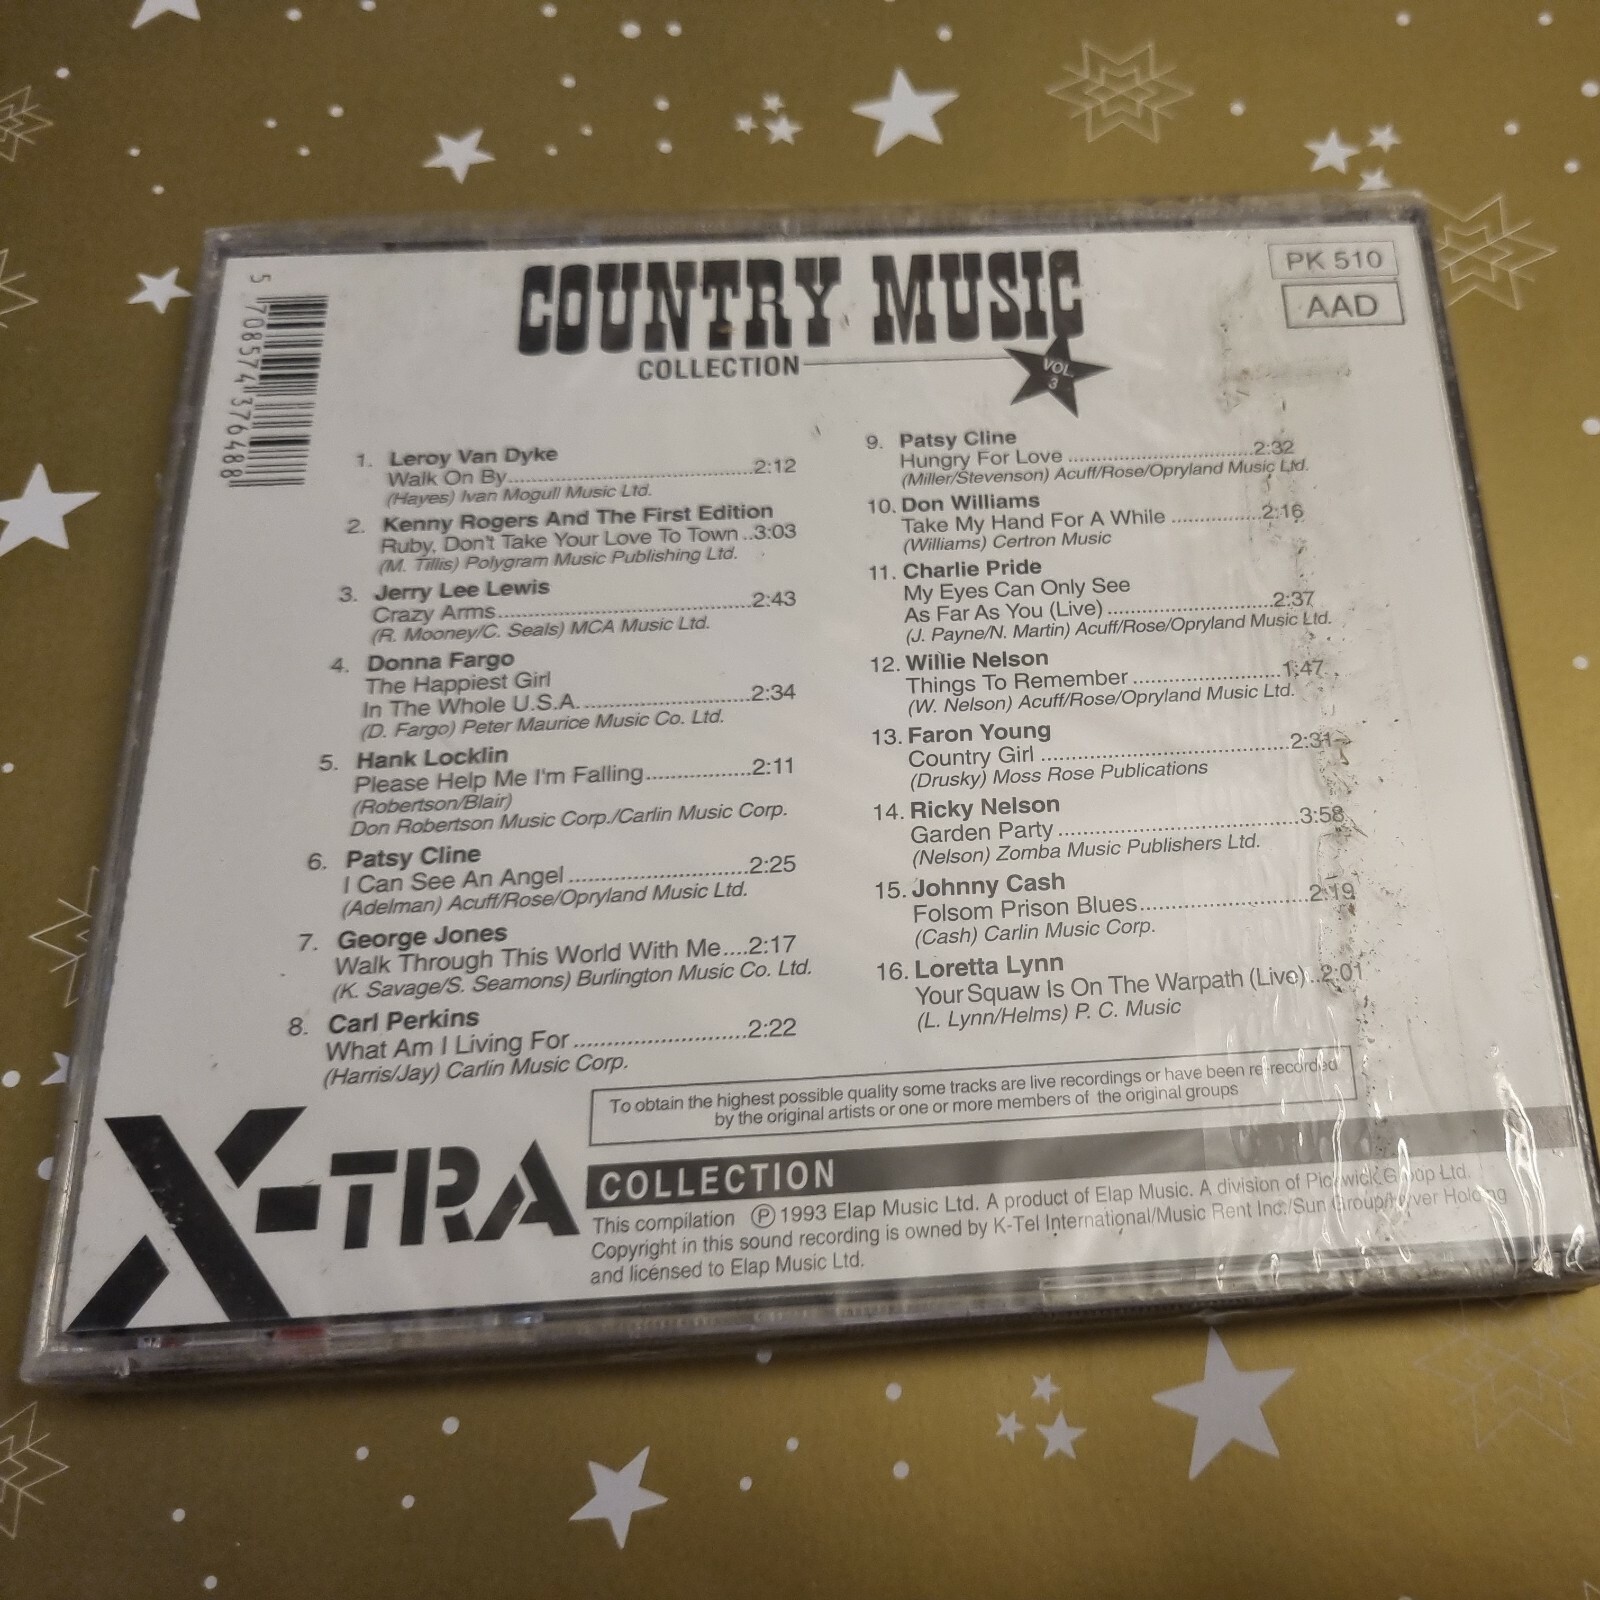 COUNTRY MUSIC
COLLECTION
VOL.
3
PK 510
AAD
5 708574 376488
1. Leroy Van Dyke
Walk On By..............................2:12
(Hayes) Ivan Mogull Music Ltd.
2. Kenny Rogers And The First Edition
Ruby, Don't Take Your Love To Town ..3:03
(M. Tillis) Polygram Music Publishing Ltd.
3. Jerry Lee Lewis
Crazy Arms..............................2:43
(R. Mooney/C. Seals) MCA Music Ltd.
4. Donna Fargo
The Happiest Girl
In The Whole U.S.A.........................2:34
(D. Fargo) Peter Maurice Music Co. Ltd.
5. Hank Locklin
Please Help Me I'm Falling.................2:11
(Robertson/Blair)
Don Robertson Music Corp./Carlin Music Corp.
6. Patsy Cline
I Can See An Angel ............................2:25
(Adelman) Acuff/Rose/Opryland Music Ltd.
7. George Jones
Walk Through This World With Me....2:17
(K. Savage/S. Seamons) Burlington Music Co. Ltd.
8. Carl Perkins
What Am I Living For ...........................2:22
(Harris/Jay) Carlin Music Corp.
9. Patsy Cline
Hungry For Love ..............................2:32
(Miller/Stevenson) Acuff/Rose/Opryland Music Ltd.
10. Don Williams
Take My Hand For A While ................2:16
(Williams) Certron Music
11. Charlie Pride
My Eyes Can Only See
As Far As You (Live) ..........................2:37
(J. Payne/N. Martin) Acuff/Rose/Opryland Music Ltd.
12. Willie Nelson
Things To Remember .......................1:47
(W. Nelson) Acuff/Rose/Opryland Music Ltd.
13. Faron Young
Country Girl .......................................2:31
(Drusky) Moss Rose Publications
14. Ricky Nelson
Garden Party .....................................3:58
(Nelson) Zomba Music Publishers Ltd.
15. Johnny Cash
Folsom Prison Blues..........................2:19
(Cash) Carlin Music Corp.
16. Loretta Lynn
Your Squaw Is On The Warpath (Live)..2:01
(L. Lynn/Helms) P. C. Music
To obtain the highest possible quality some tracks are live recordings or have been re-recorded
by the original artists or one or more members of the original groups
X-TRA
COLLECTION
This compilation Ⓟ 1993 Elap Music Ltd. A product of Elap Music. A division of Pickwick Group Ltd.
Copyright in this sound recording is owned by K-Tel International/Music Rent Inc./Sun Group/ Holding
and licensed to Elap Music Ltd.